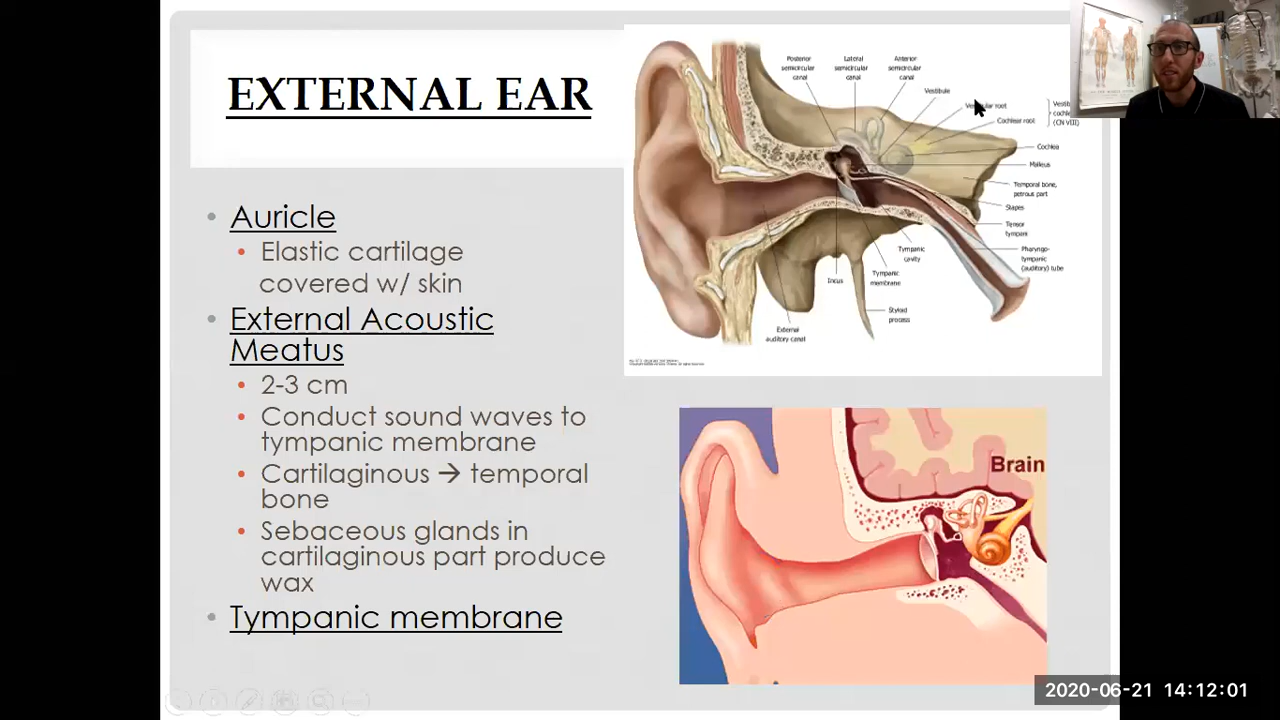 EXTERNAL EAR
Auricle
Elastic cartilage
covered w/ skin
External Acoustic
Meatus
2-3 cm
Conduct sound waves to
tympanic membrane
Cartilaginous → temporal
bone
Sebaceous glands in
cartilaginous part produce
wax
Tympanic membrane
Posterior
semicircular
canal
Lateral
semicircular
canal
Anterior
semicircular
canal
Vestibule
root
Cochlear root
(CN VIII)
Cochlea
Malleus
Temporal bone,
petrous part
Stapes
Tensor
tympani
Pharyngo-
tympanic
(auditory) tube
Tympanic
cavity
Tympanic
membrane
Incus
Styloid
process
External
auditory canal
Brain
2020-06-21 14:12:01